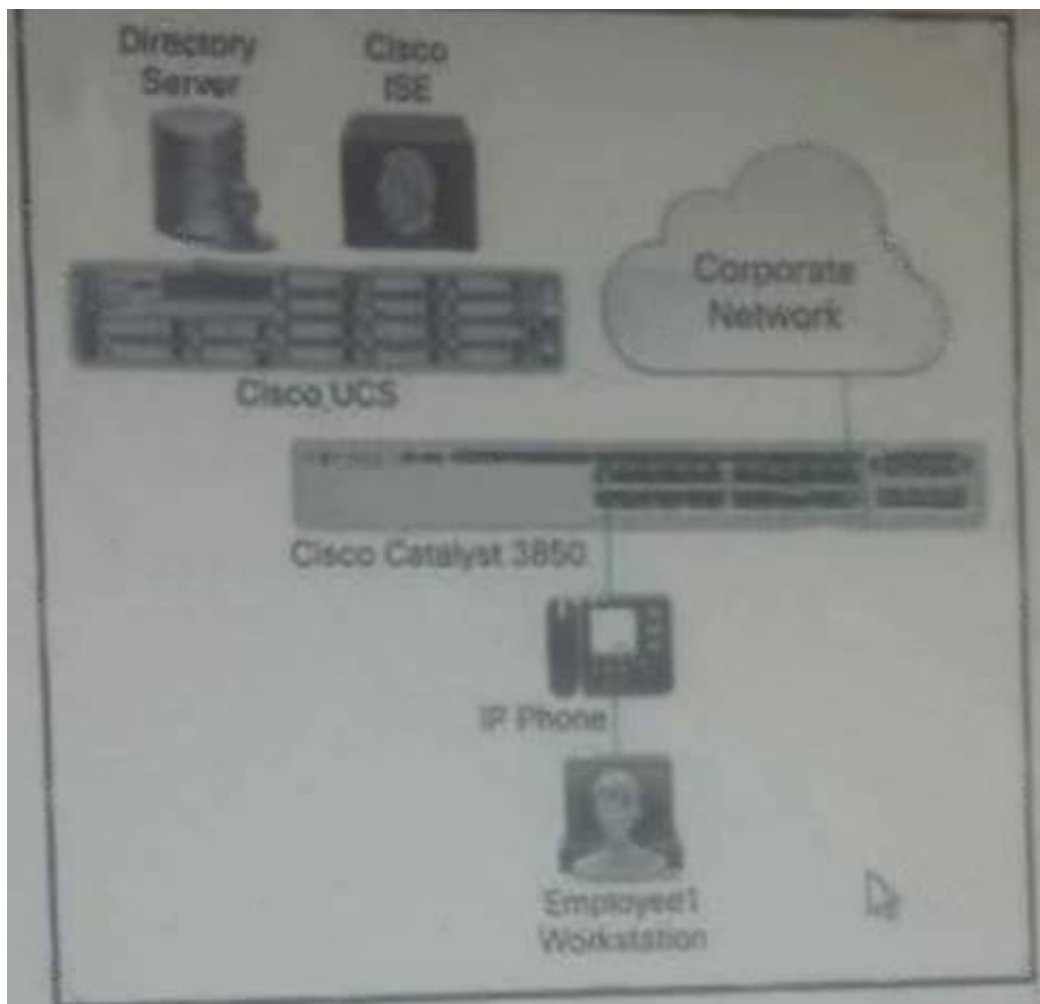 Directory
Server
Cisco
ISE
Corporate
Network
Cisco UCS
Cisco Catalyst 3850
IP Phone
Employee1
Workstation